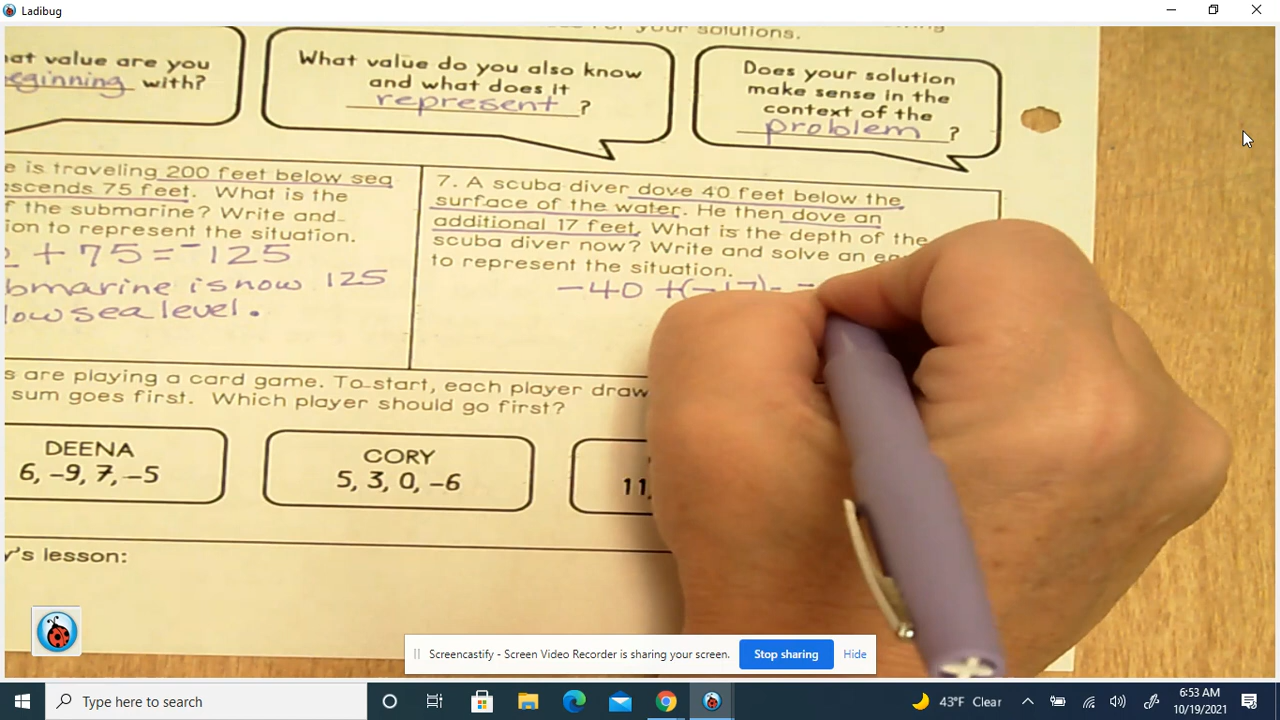 Ladibug
for your solutions.
at value are you
eginning with?
What value do you also know
and what does it
represent ?
Does your solution
make sense in the
context of the
problem ?
e is traveling 200 feet below sea
ascends 75 feet. What is the
f the submarine? Write and
ion to represent the situation.
+ 75 = -125
bmarine is now 125
low sea level.
7. A scuba diver dove 40 feet below the
surface of the water. He then dove an
additional 17 feet. What is the depth of the
scuba diver now? Write and solve an eq
to represent the situation.
-40 + (-17) = -
s are playing a card game. To start, each player draw
sum goes first. Which player should go first?
DEENA
6, -9, 7, -5
CORY
5, 3, 0, -6
11,
y's lesson:
Screencastify - Screen Video Recorder is sharing your screen.
Stop sharing
Hide
Type here to search
43°F Clear
6:53 AM
10/19/2021